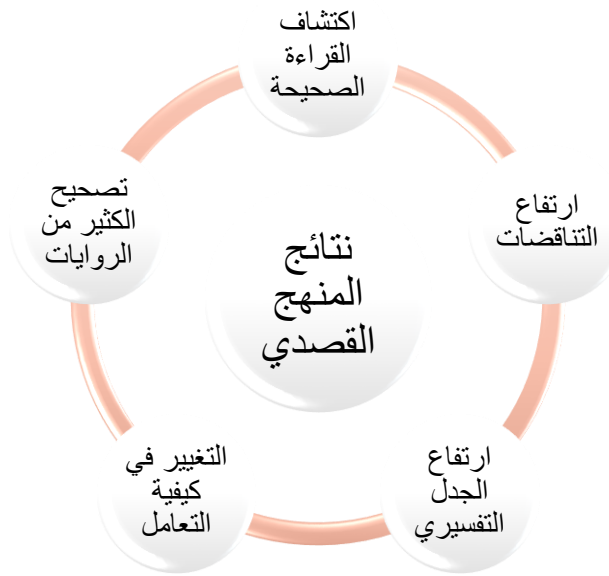 اكتشاف
القراءة
الصحيحة
ارتفاع
التناقضات
ارتفاع
الجدل
التفسيري
التغيير في
كيفية
التعامل
تصحيح
الكثير من
الروايات
نتائج
المنهج
القصدي